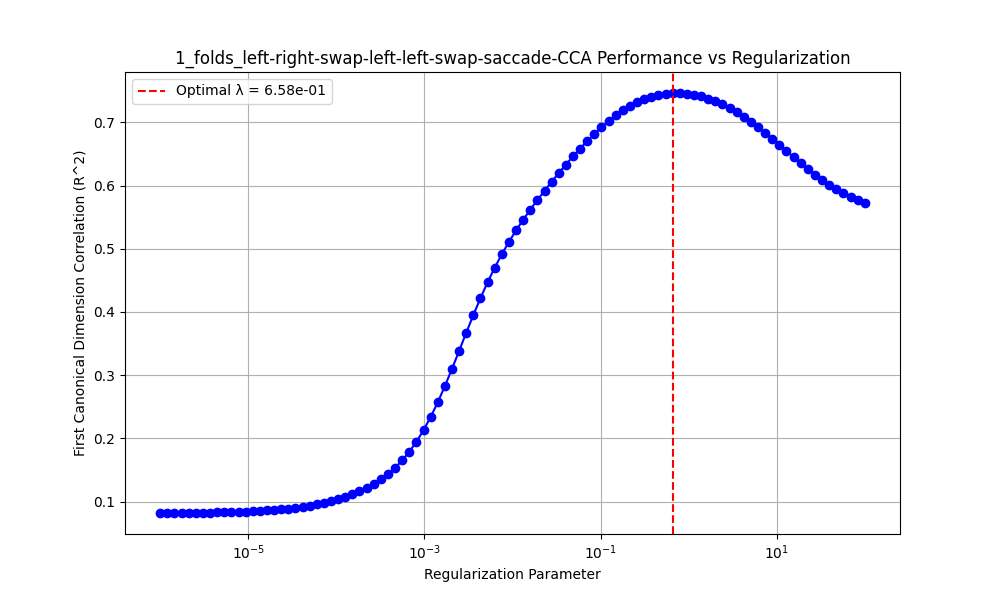 1_folds_left-right-swap-left-left-swap-saccade-CCA Performance vs Regularization
Optimal λ = 6.58e-01
First Canonical Dimension Correlation (R^2)
0.7
0.6
0.5
0.4
0.3
0.2
0.1
10⁻⁵
10⁻³
10⁻¹
10¹
Regularization Parameter